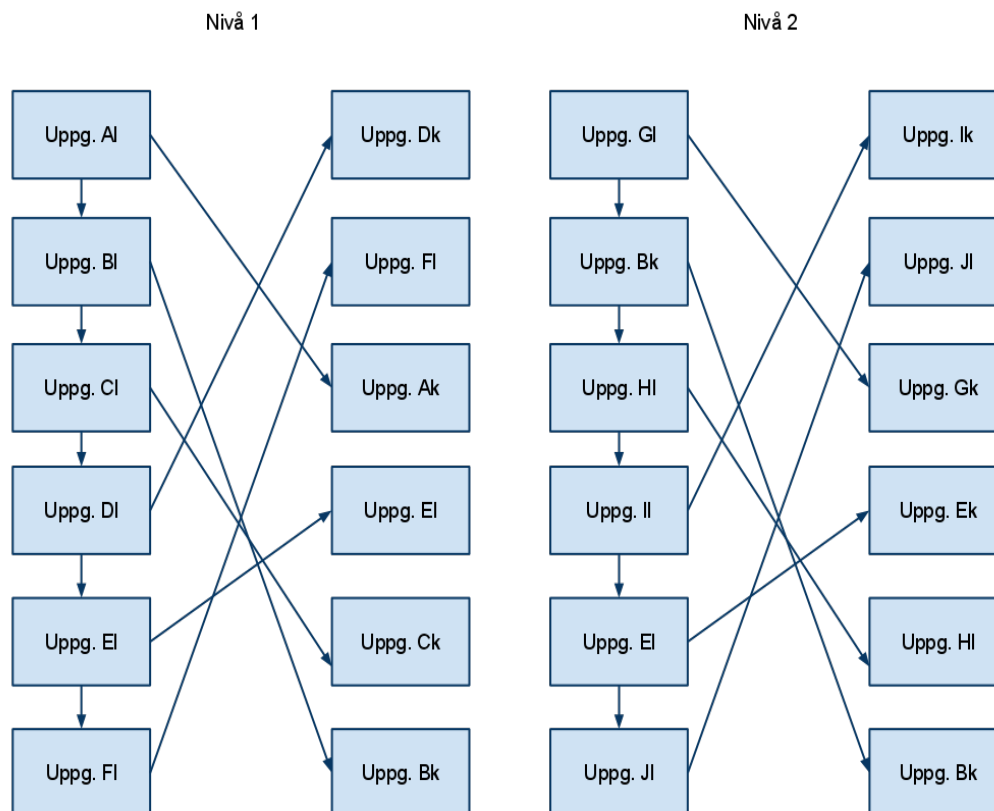 Nivå 1
Nivå 2
Uppg. Al
Uppg. Dk
Uppg. Gl
Uppg. Ik
Uppg. Bl
Uppg. Fl
Uppg. Bk
Uppg. Jl
Uppg. Cl
Uppg. Ak
Uppg. Hl
Uppg. Gk
Uppg. Dl
Uppg. El
Uppg. Il
Uppg. Ek
Uppg. El
Uppg. Ck
Uppg. El
Uppg. Hl
Uppg. Fl
Uppg. Bk
Uppg. Jl
Uppg. Bk